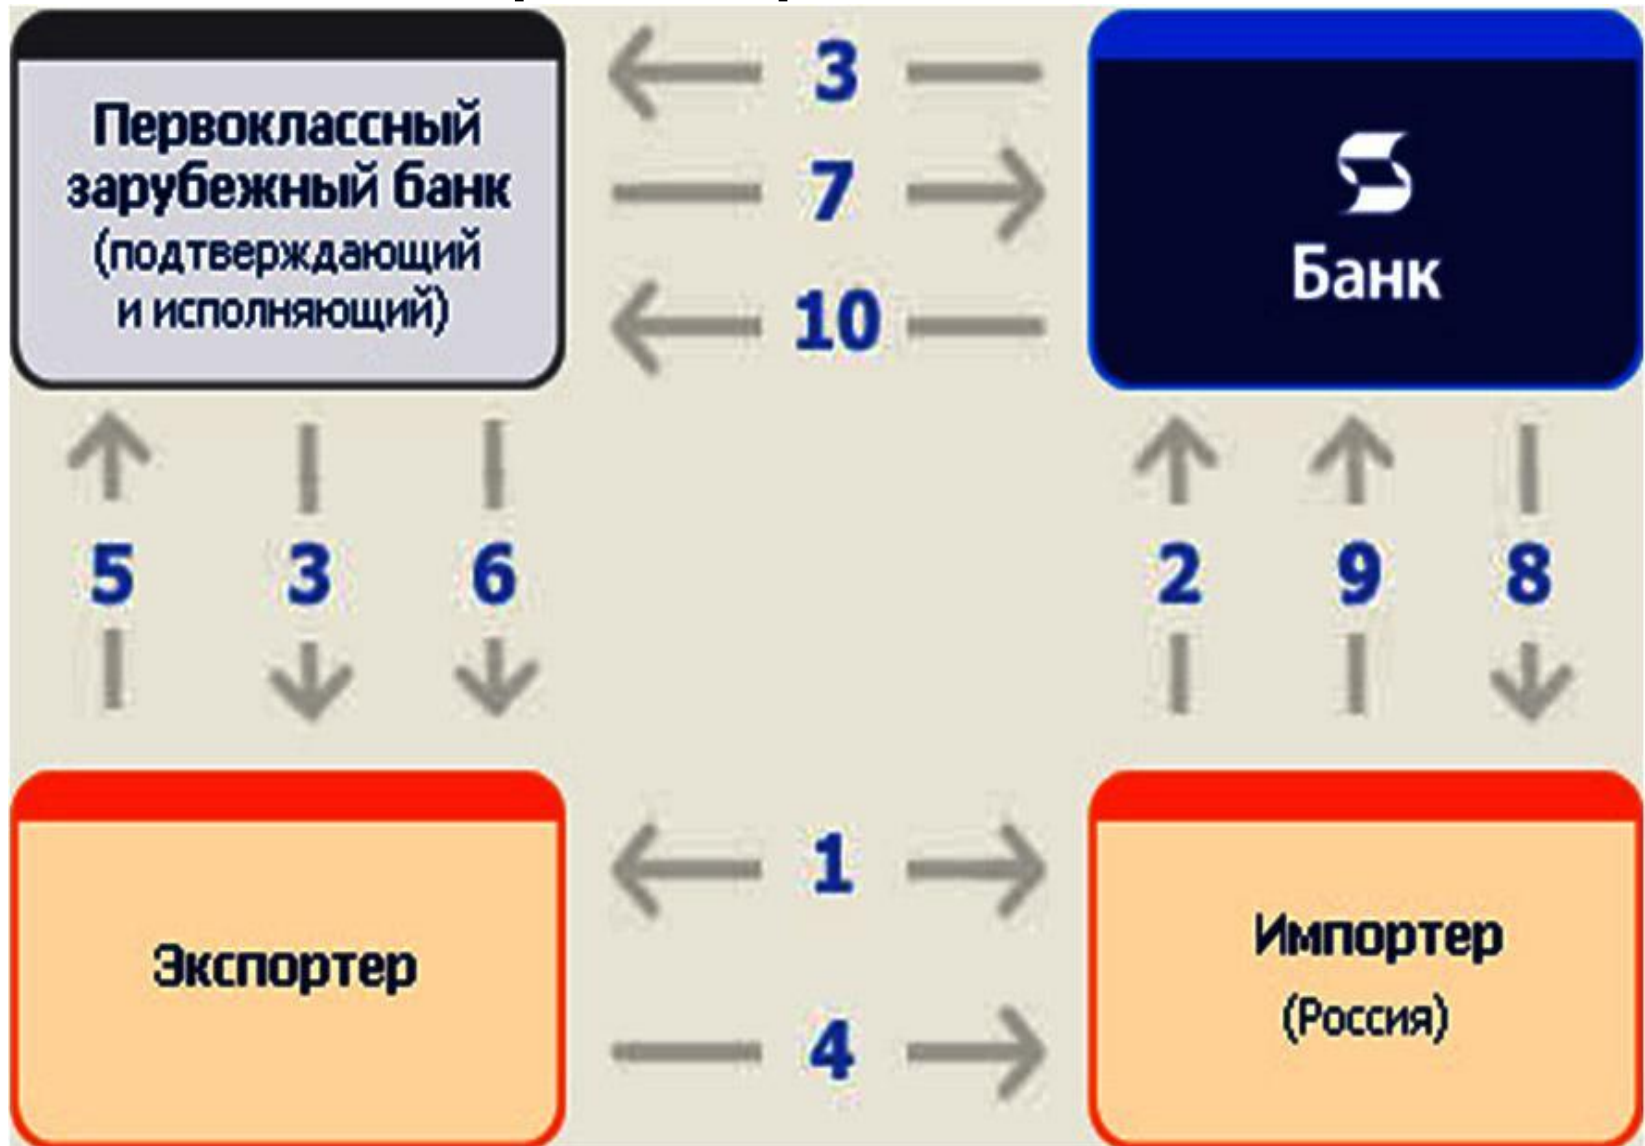 Первоклассный
зарубежный банк
(подтверждающий
и исполняющий)
3
7
10
Банк
5
3
6
2
9
8
Экспортер
1
4
Импортер
(Россия)